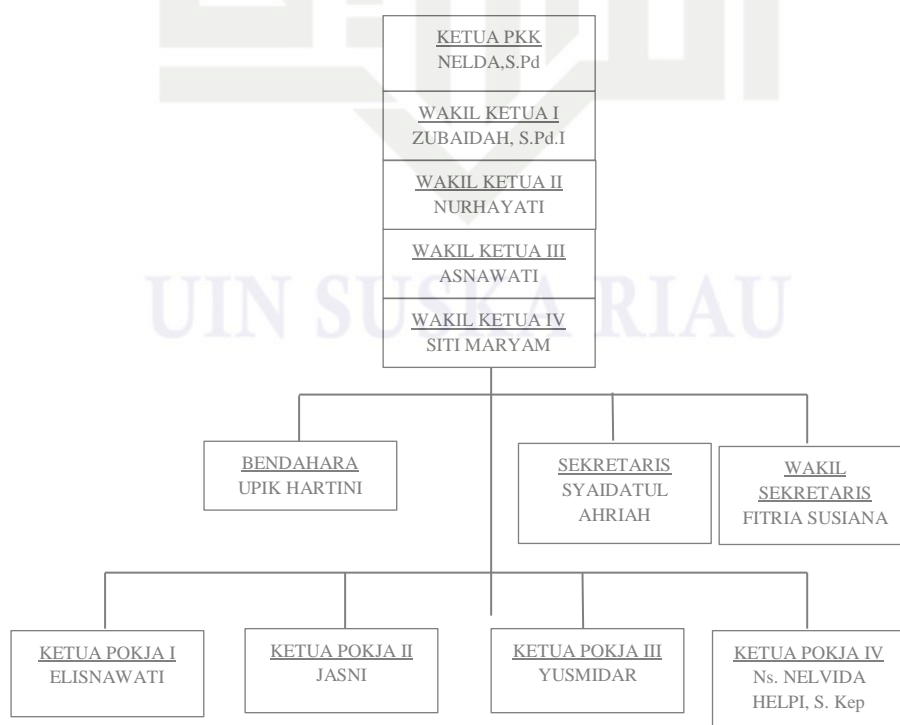 KETUA PKK
NELDA,S.Pd
WAKIL KETUA I
ZUBAIDAH, S.Pd.I
WAKIL KETUA II
NURHAYATI
WAKIL KETUA III
ASNAWATI
UIN SUSKA RIAU
WAKIL KETUA IV
SITI MARYAM
BENDAHARA
UPIK HARTINI
SEKRETARIS
SYAIDATUL
AHRIAH
WAKIL
SEKRETARIS
FITRIA SUSIANA
KETUA POKJA I
ELISNAWATI
KETUA POKJA II
JASNI
KETUA POKJA III
YUSMIDAR
KETUA POKJA IV
Ns. NELVIDA
HELPI, S. Kep